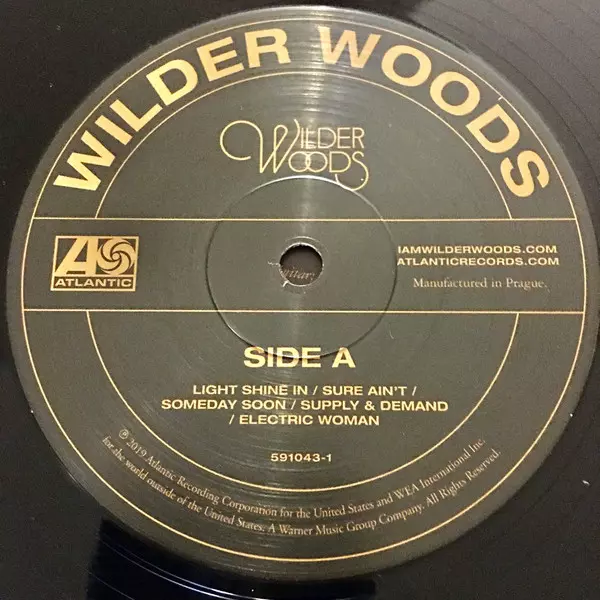 WILDER WOODS
WILDER
WOODS
ATLANTIC
IAMWILDERWOODS.COM
ATLANTICRECORDS.COM
Manufactured in Prague.
SIDE A
LIGHT SHINE IN / SURE AIN'T /
SOMEDAY SOON / SUPPLY & DEMAND
/ ELECTRIC WOMAN
591043-1
℗ 2019 Atlantic Recording Corporation for the United States and WEA International Inc.
for the world outside of the United States. A Warner Music Group Company. All Rights Reserved.